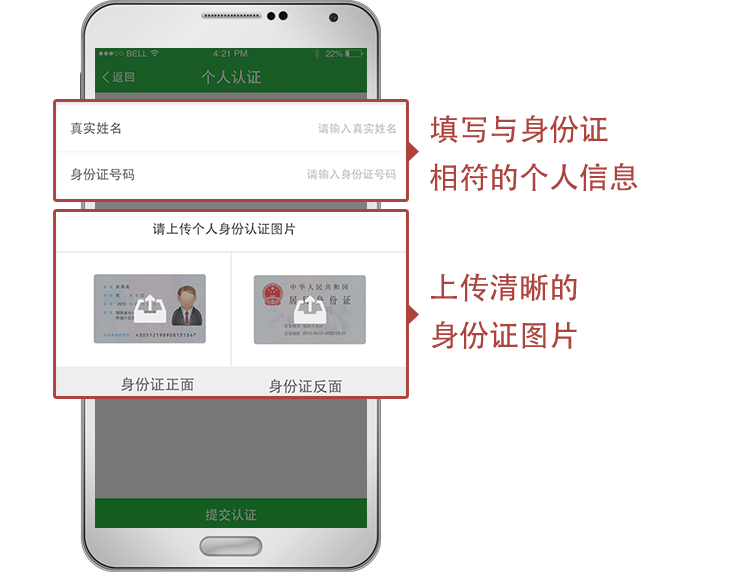 BELL
4:21 PM
22%
返回
个人认证
真实姓名
请输入真实姓名
身份证号码
请输入身份证号码
填写与身份证
相符的个人信息
请上传个人身份认证图片
中华人民共和国
居民身份证
430512198908131367
身份证正面
身份证反面
上传清晰的
身份证图片
提交认证